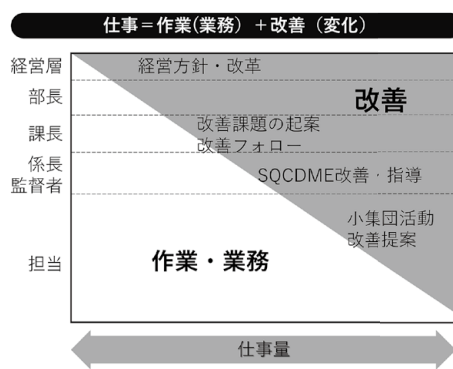 仕事＝作業(業務)＋改善（変化）
経営層
経営方針・改革
部長
改善
課長
改善課題の起案
改善フォロー
係長
監督者
SQCDME改善・指導
小集団活動
改善提案
担当
作業・業務
仕事量